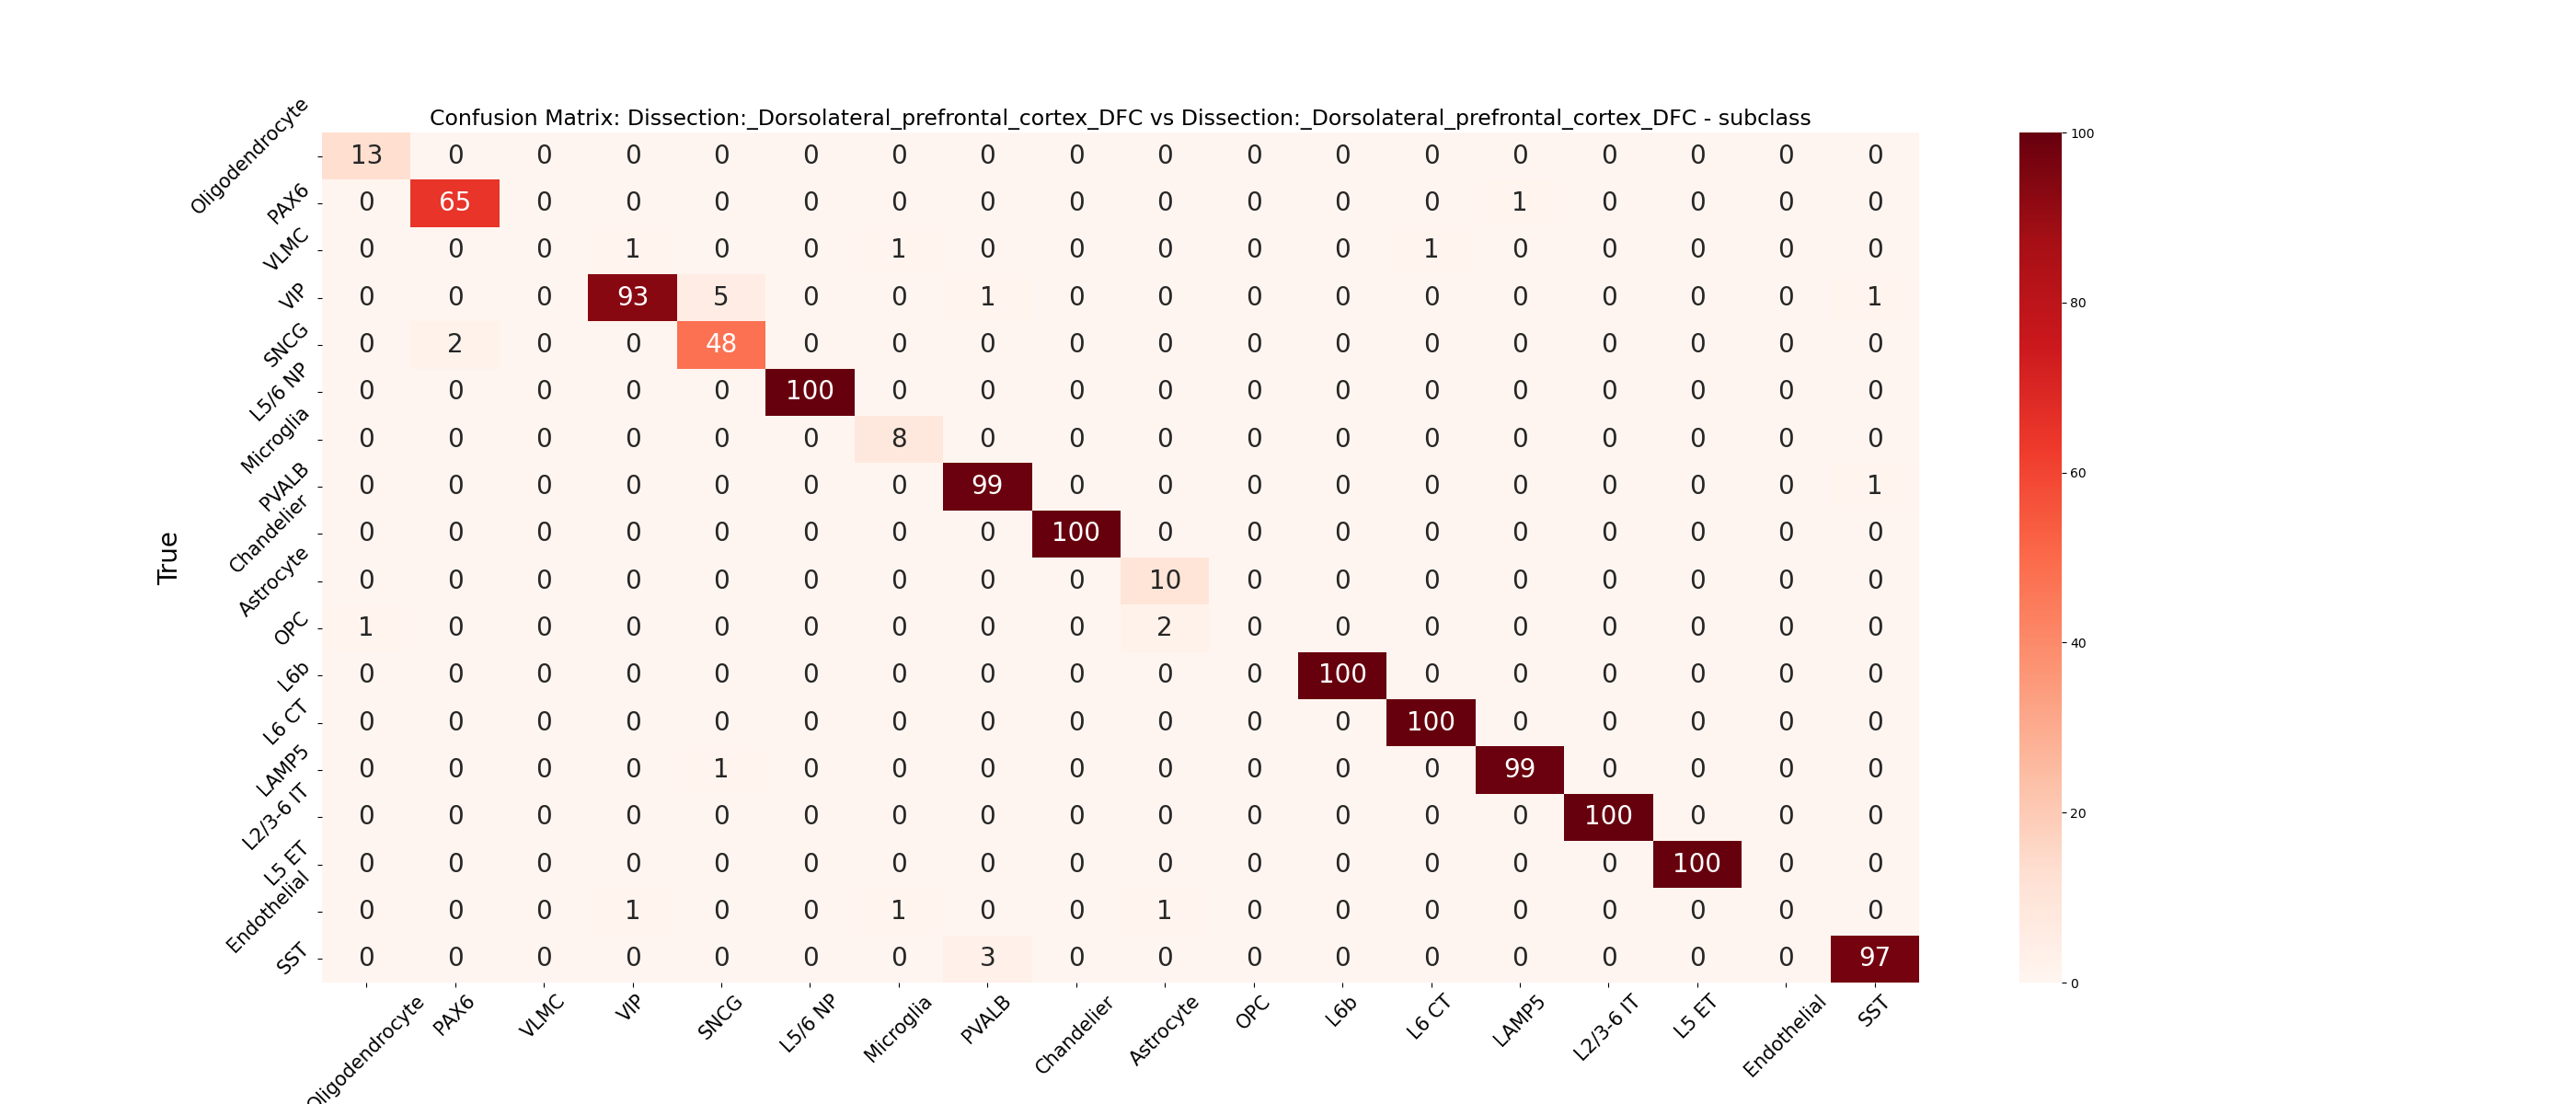 Confusion Matrix: Dissection:_Dorsolateral_prefrontal_cortex_DFC vs Dissection:_Dorsolateral_prefrontal_cortex_DFC - subclass
True
Oligodendrocyte 13 0 0 0 0 0 0 0 0 0 0 0 0 0 0 0 0 0
PAX6 0 65 0 0 0 0 0 0 0 0 0 0 0 1 0 0 0 0
VLMC 0 0 0 1 0 0 1 0 0 0 0 0 1 0 0 0 0 0
VIP 0 0 0 93 5 0 0 1 0 0 0 0 0 0 0 0 0 1
SNCG 0 2 0 0 48 0 0 0 0 0 0 0 0 0 0 0 0 0
L5/6 NP 0 0 0 0 0 100 0 0 0 0 0 0 0 0 0 0 0 0
Microglia 0 0 0 0 0 0 8 0 0 0 0 0 0 0 0 0 0 0
PVALB 0 0 0 0 0 0 0 99 0 0 0 0 0 0 0 0 0 1
Chandelier 0 0 0 0 0 0 0 0 100 0 0 0 0 0 0 0 0 0
Astrocyte 0 0 0 0 0 0 0 0 0 10 0 0 0 0 0 0 0 0
OPC 1 0 0 0 0 0 0 0 0 2 0 0 0 0 0 0 0 0
L6b 0 0 0 0 0 0 0 0 0 0 0 100 0 0 0 0 0 0
L6 CT 0 0 0 0 0 0 0 0 0 0 0 0 100 0 0 0 0 0
LAMP5 0 0 0 0 1 0 0 0 0 0 0 0 0 99 0 0 0 0
L2/3-6 IT 0 0 0 0 0 0 0 0 0 0 0 0 0 0 100 0 0 0
L5 ET 0 0 0 0 0 0 0 0 0 0 0 0 0 0 0 100 0 0
Endothelial 0 0 0 1 0 0 1 0 0 1 0 0 0 0 0 0 0 0
SST 0 0 0 0 0 0 0 3 0 0 0 0 0 0 0 0 0 97
Oligodendrocyte PAX6 VLMC VIP SNCG L5/6 NP Microglia PVALB Chandelier Astrocyte OPC L6b L6 CT LAMP5 L2/3-6 IT L5 ET Endothelial SST
100
80
60
40
20
0